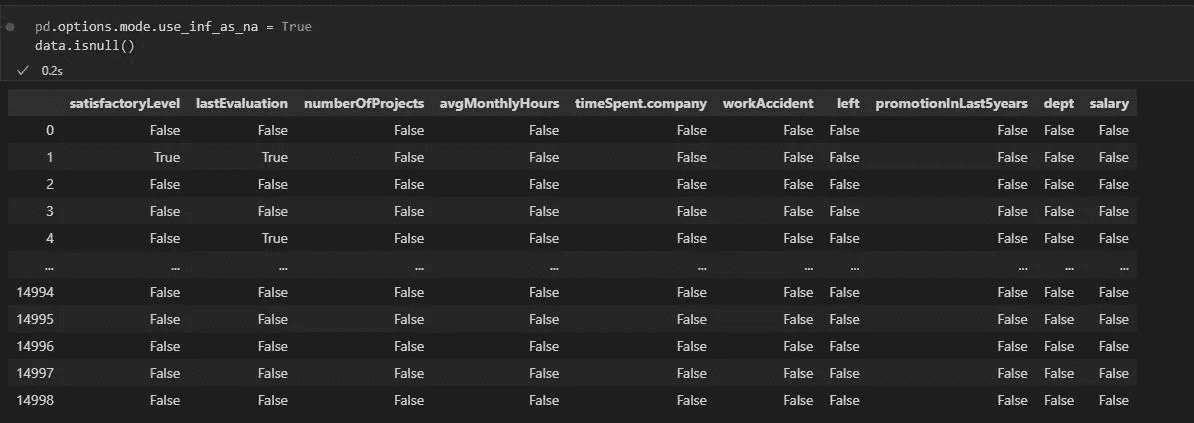 pd.options.mode.use_inf_as_na = True
data.isnull()
✓ 0.2s
satisfactoryLevel lastEvaluation numberOfProjects avgMonthlyHours timeSpent.company workAccident left promotionInLast5years dept salary
0 False False False False False False False False False False
1 True True False False False False False False False False
2 False False False False False False False False False False
3 False False False False False False False False False False
4 False True False False False False False False False False
... ... ... ... ... ... ... ... ... ... ...
14994 False False False False False False False False False False
14995 False False False False False False False False False False
14996 False False False False False False False False False False
14997 False False False False False False False False False False
14998 False False False False False False False False False False